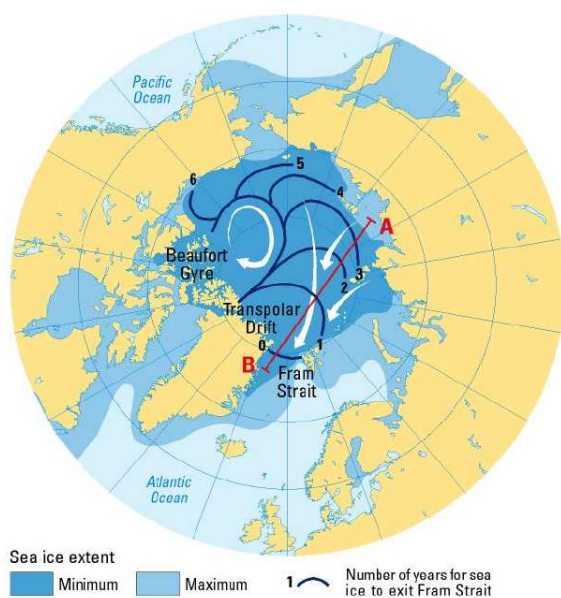 Pacific
Ocean
5
6
4
A
Beaufort
Gyre
3
2
Transpolar
Drift
0
1
B
Fram
Strait
Atlantic
Ocean
Sea ice extent
Minimum
Maximum
1
Number of years for sea
ice to exit Fram Strait